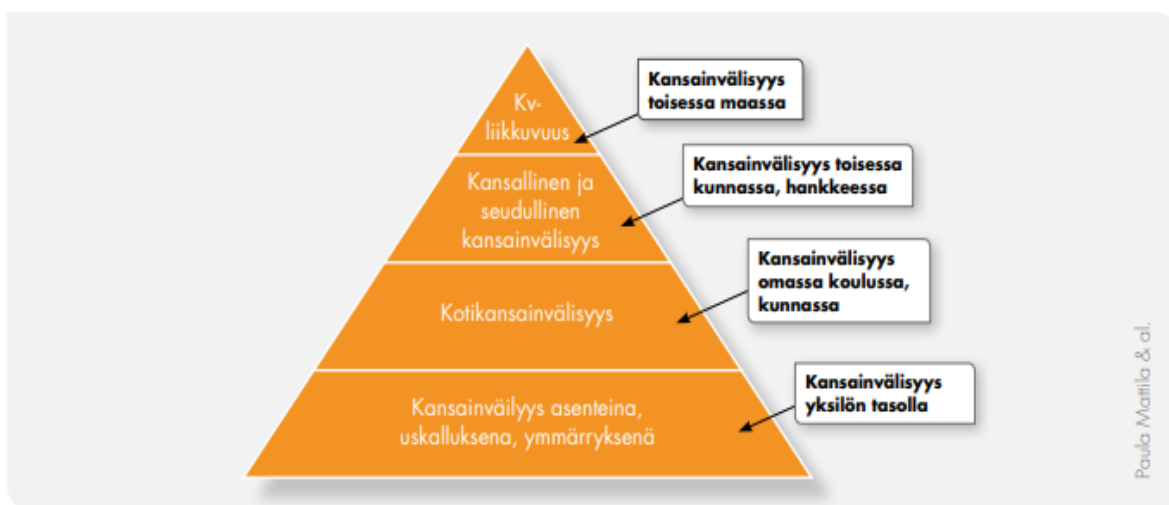 Kv-
liikkuvuus
Kansainvälisyys
toisessa maassa
Kansallinen ja
seudullinen
kansainvälisyys
Kansainvälisyys toisessa
kunnassa, hankkeessa
Kotikansainvälisyys
Kansainvälisyys
omassa koulussa,
kunnassa
Kansainväilyys asenteina,
uskalluksena, ymmärryksenä
Kansainvälisyys
yksilön tasolla
Paula Mattila & al.